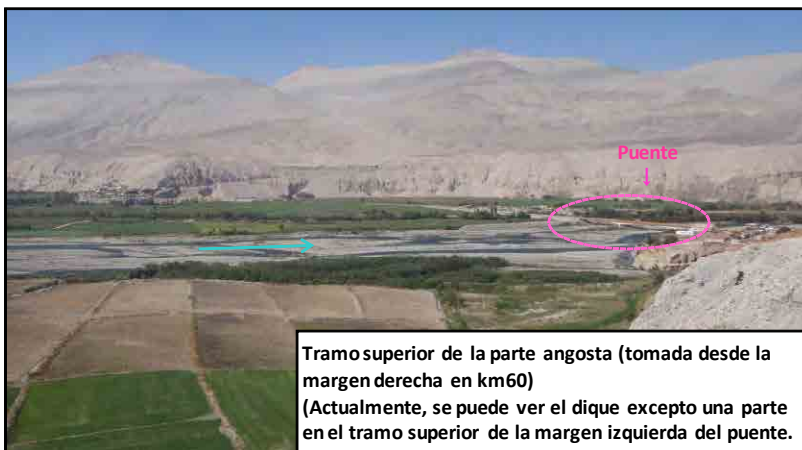 Puente
Tramo superior de la parte angosta (tomada desde la
margen derecha en km60)
(Actualmente, se puede ver el dique excepto una parte
en el tramo superior de la margen izquierda del puente.